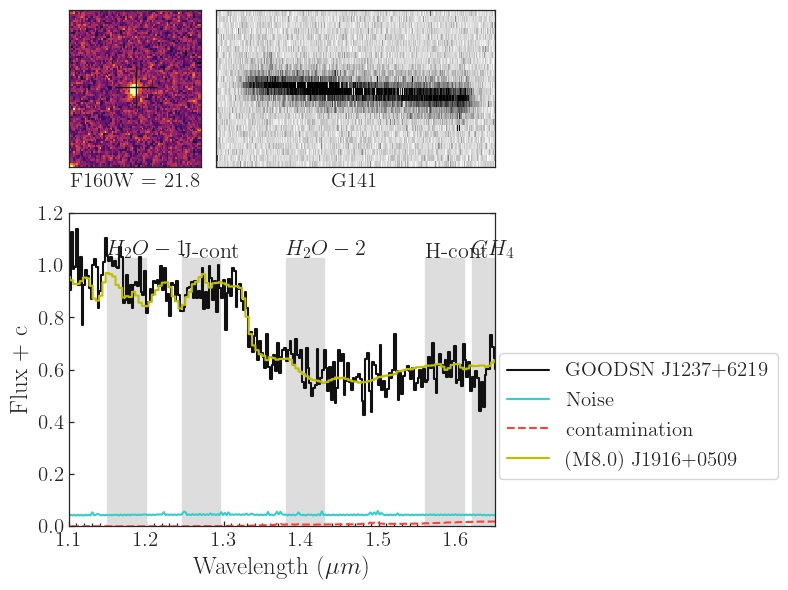 F160W = 21.8
G141
H₂O − 1
J-cont
H₂O − 2
H-cont
CH₄
1.2
1.0
0.8
0.6
0.4
0.2
0.0
Flux + c
1.1
1.2
1.3
1.4
1.5
1.6
Wavelength (μm)
GOODSN J1237+6219
Noise
contamination
(M8.0) J1916+0509